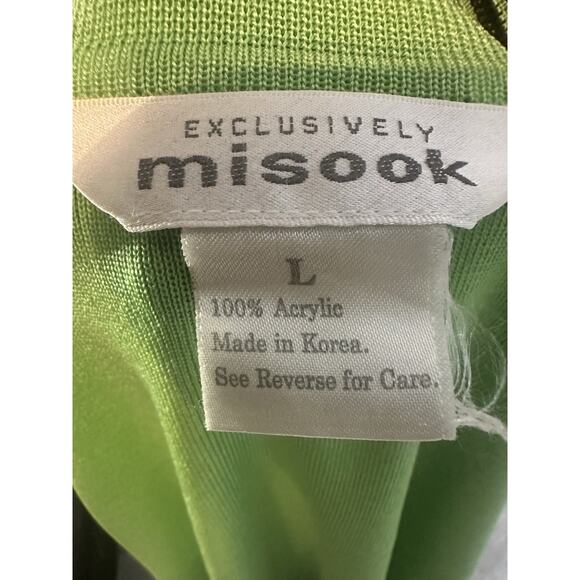 EXCLUSIVELY
misook
L
100% Acrylic
Made in Korea.
See Reverse for Care.